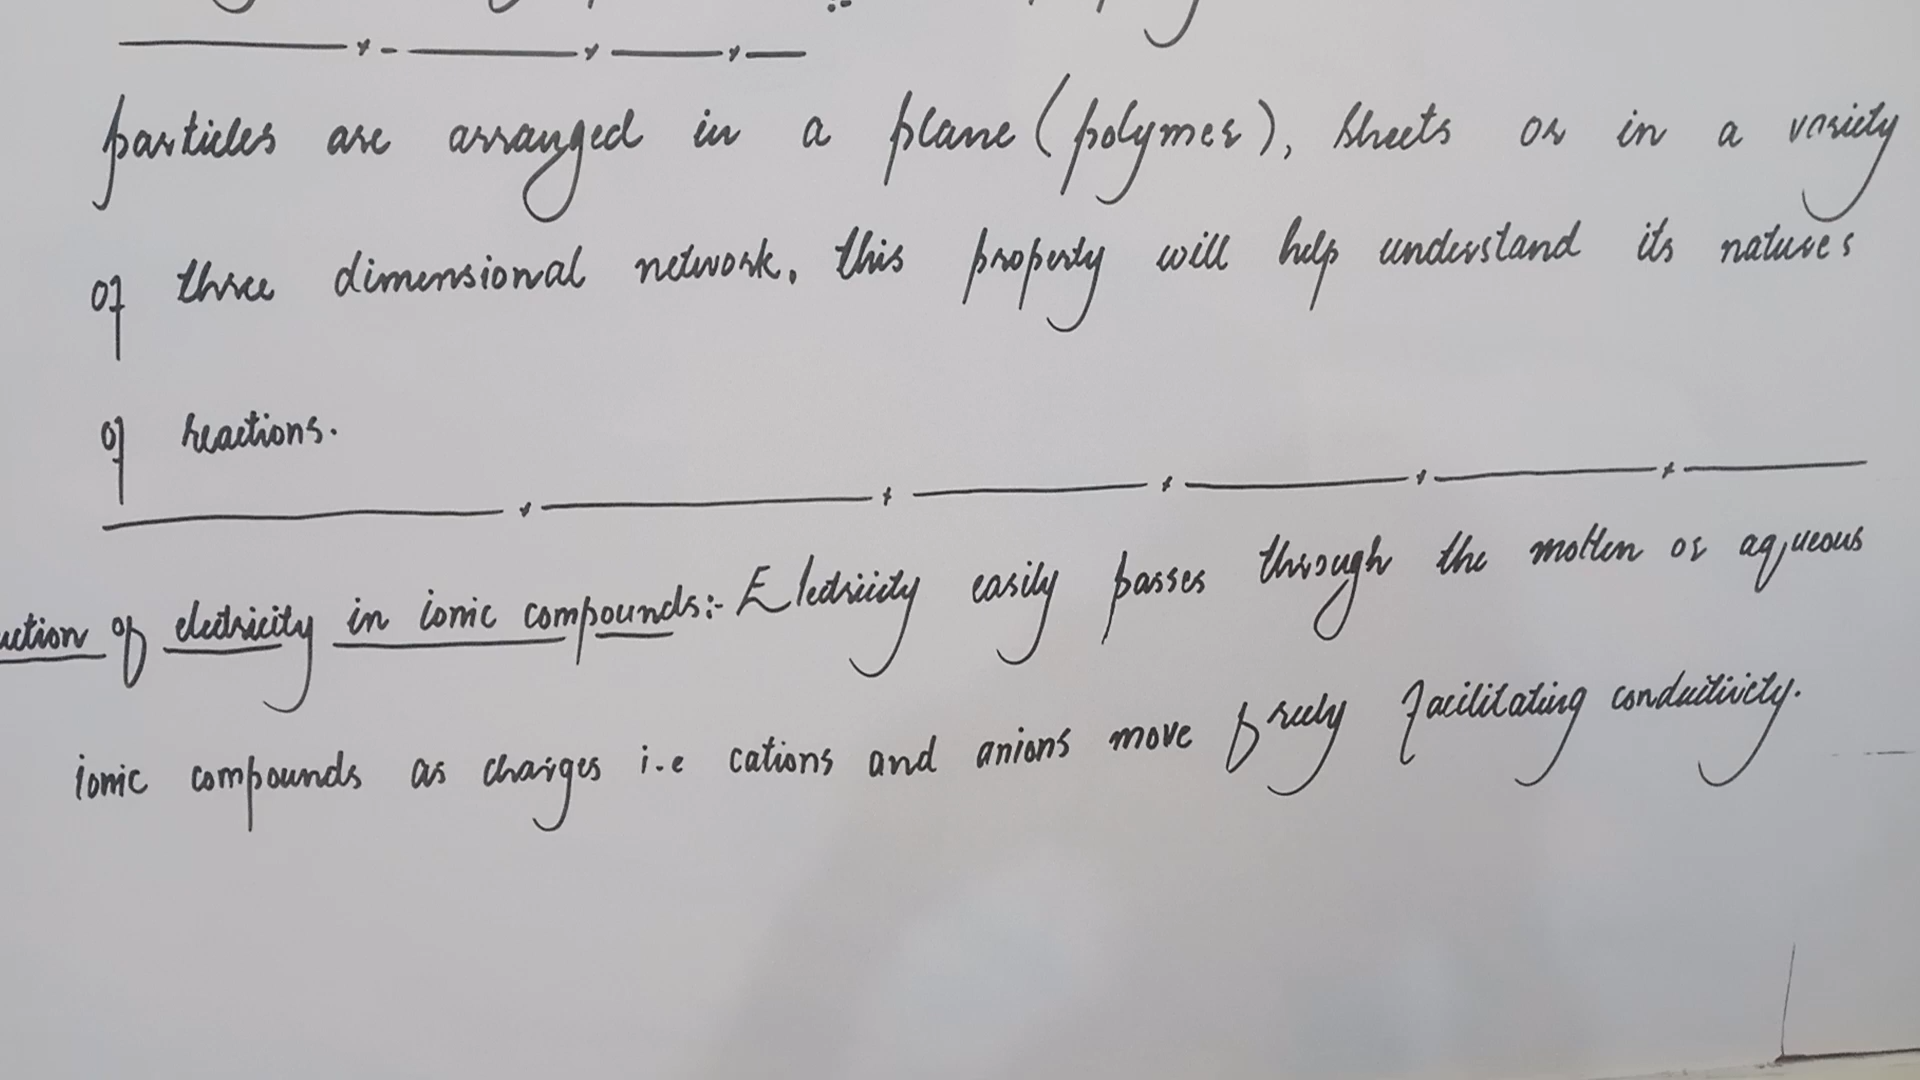 particles are arranged in a plane (polymer), sheets or in a variety
of three dimensional network, this property will help understand its natures
of reactions.
uction of electricity in ionic compounds:- Electricity easily passes through the molten or aqueous
ionic compounds as charges i.e cations and anions move freely facilitating conductivity.